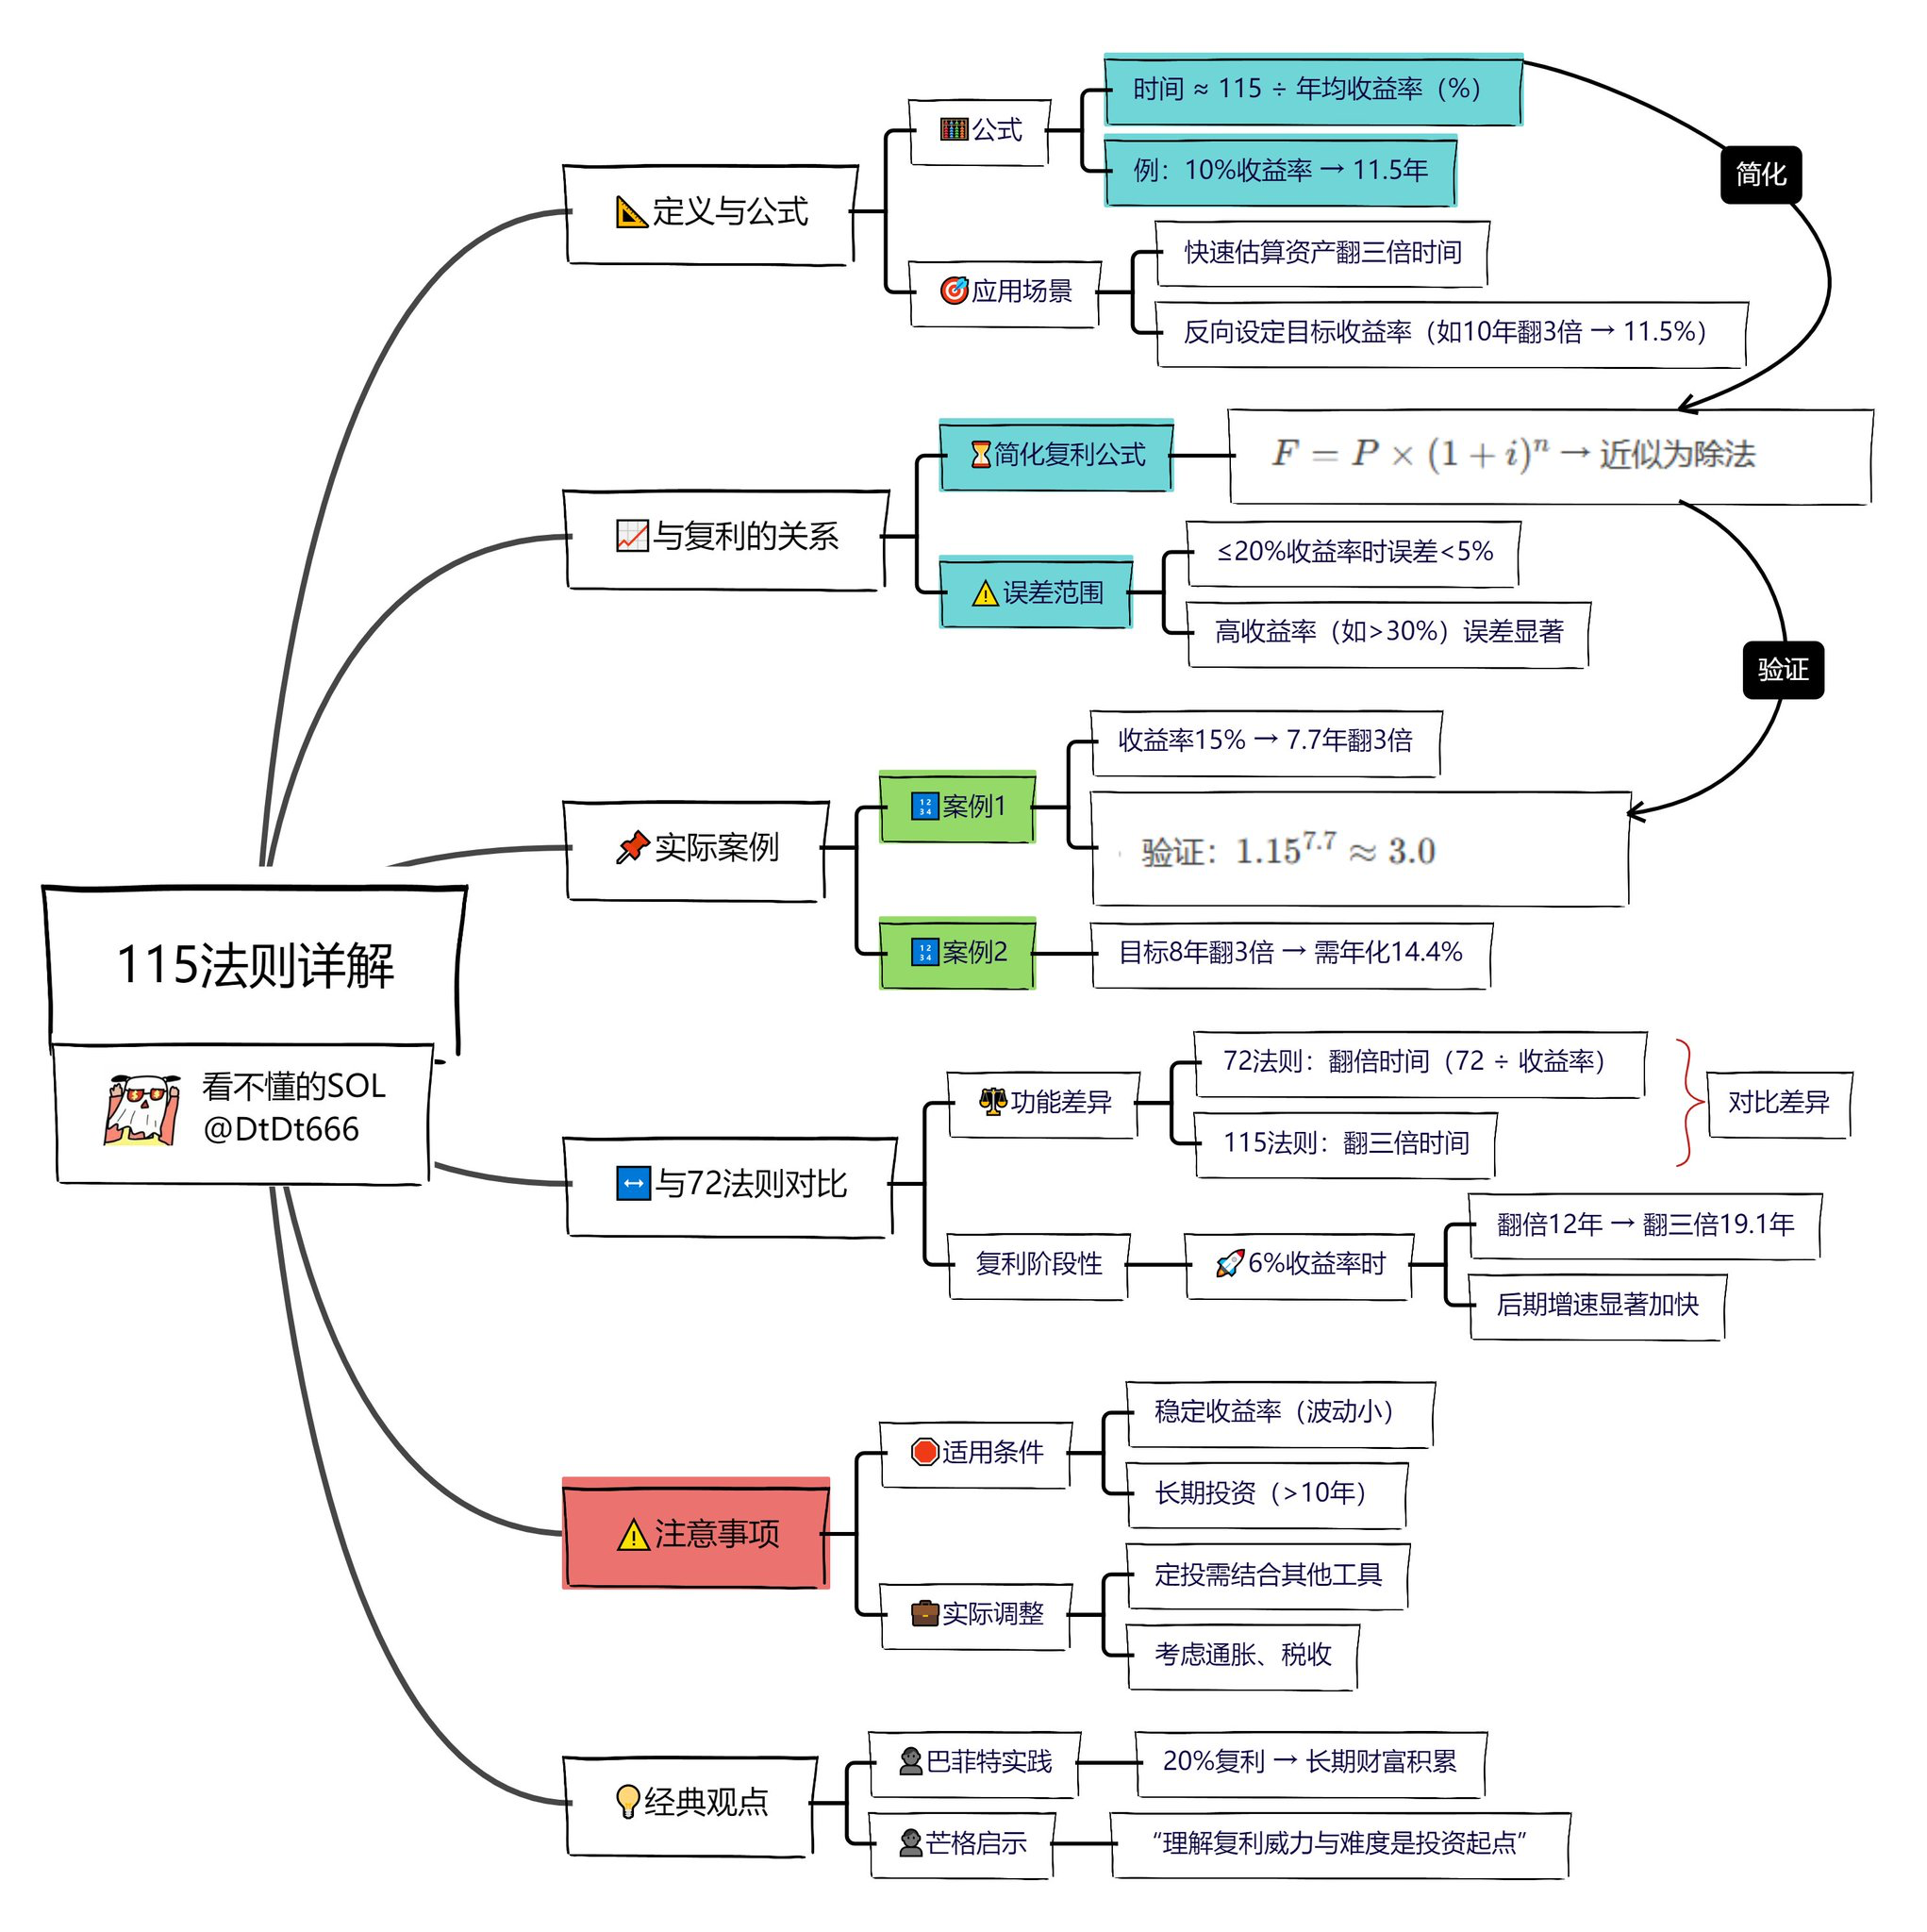 115法则详解
看不懂的SOL
@DtDt666
定义与公式
公式
时间 ≈ 115 ÷ 年均收益率（%）
例：10%收益率 → 11.5年
应用场景
快速估算资产翻三倍时间
反向设定目标收益率（如10年翻3倍 → 11.5%）
简化
与复利的关系
简化复利公式
F = P × (1 + i)^n → 近似为除法
误差范围
≤20%收益率时误差<5%
高收益率（如>30%）误差显著
验证
实际案例
案例1
收益率15% → 7.7年翻3倍
验证：1.15^7.7 ≈ 3.0
案例2
目标8年翻3倍 → 需年化14.4%
与72法则对比
功能差异
72法则：翻倍时间（72 ÷ 收益率）
115法则：翻三倍时间
对比差异
复利阶段性
6%收益率时
翻倍12年 → 翻三倍19.1年
后期增速显著加快
注意事项
适用条件
稳定收益率（波动小）
长期投资（>10年）
实际调整
定投需结合其他工具
考虑通胀、税收
经典观点
巴菲特实践
20%复利 → 长期财富积累
芒格启示
“理解复利威力与难度是投资起点”